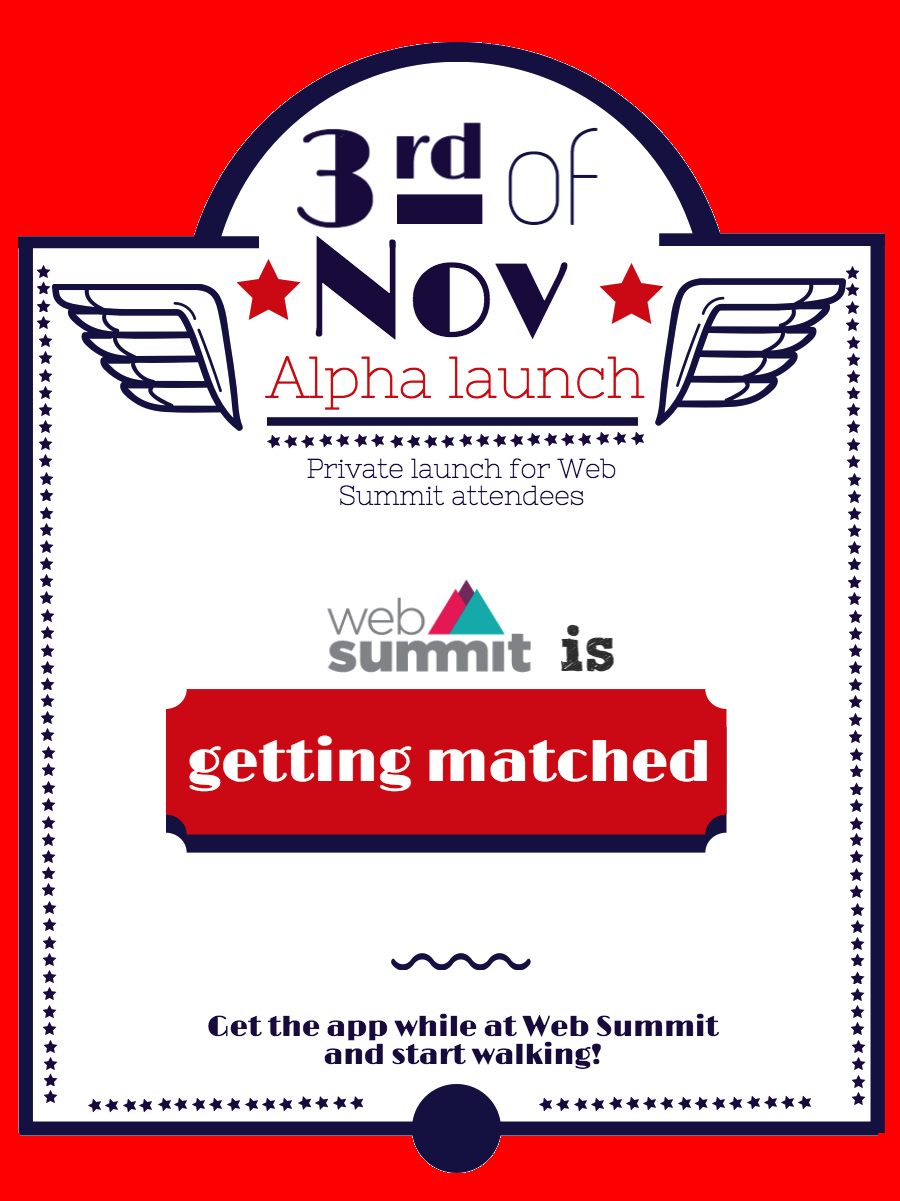 3rd of
Nov
Alpha launch
Private launch for Web
Summit attendees
web
summit is
getting matched
Get the app while at Web Summit
and start walking!